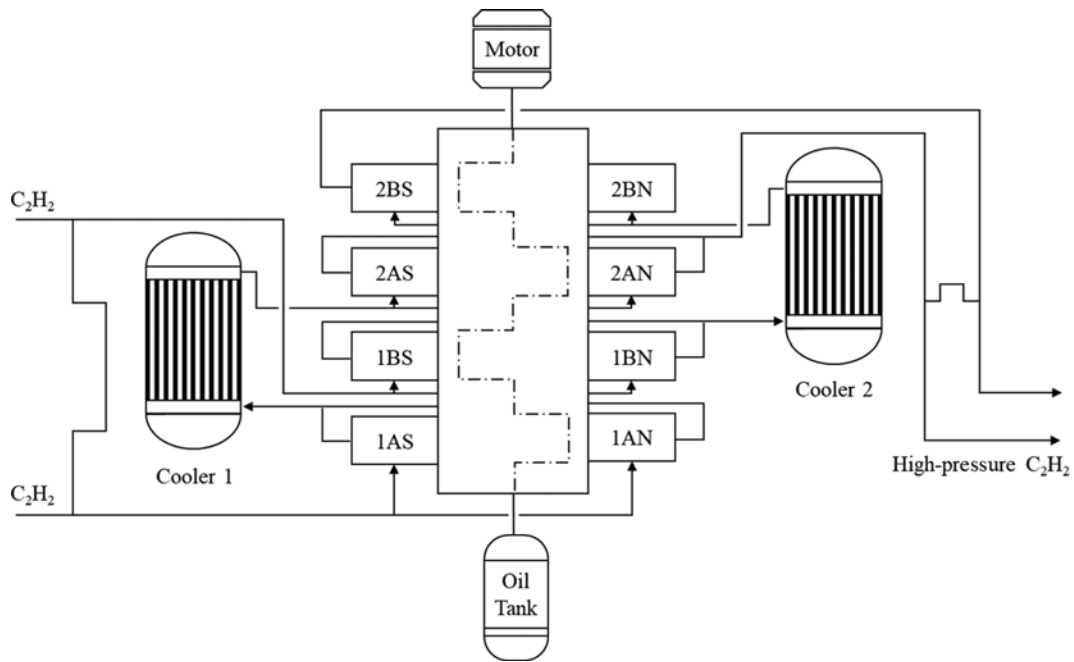 Motor
2BS
2BN
C₂H₂
2AS
2AN
1BS
1BN
Cooler 2
1AS
1AN
Cooler 1
High-pressure C₂H₂
C₂H₂
Oil
Tank